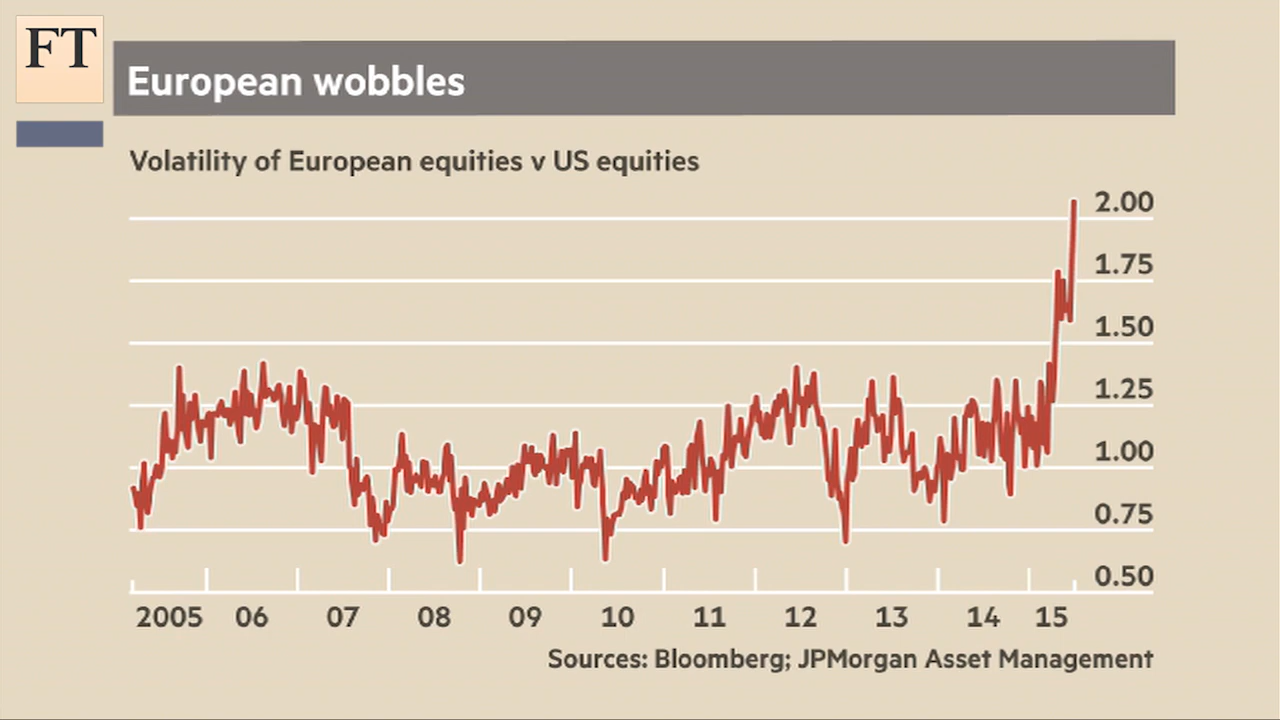 FT
European wobbles
Volatility of European equities v US equities
2.00
1.75
1.50
1.25
1.00
0.75
0.50
2005 06 07 08 09 10 11 12 13 14 15
Sources: Bloomberg; JPMorgan Asset Management